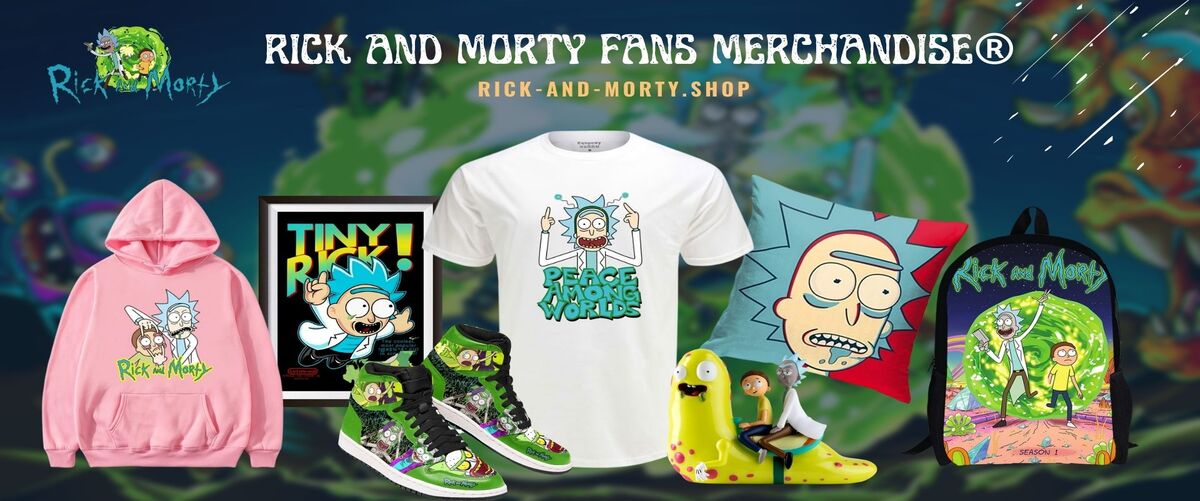 Rick and Morty
RICK AND MORTY FANS MERCHANDISE®
RICK-AND-MORTY.SHOP
Rick and Morty
TINY
RICK!
PEACE
AMONG
WORLDS
Rick and Morty
SEASON 1